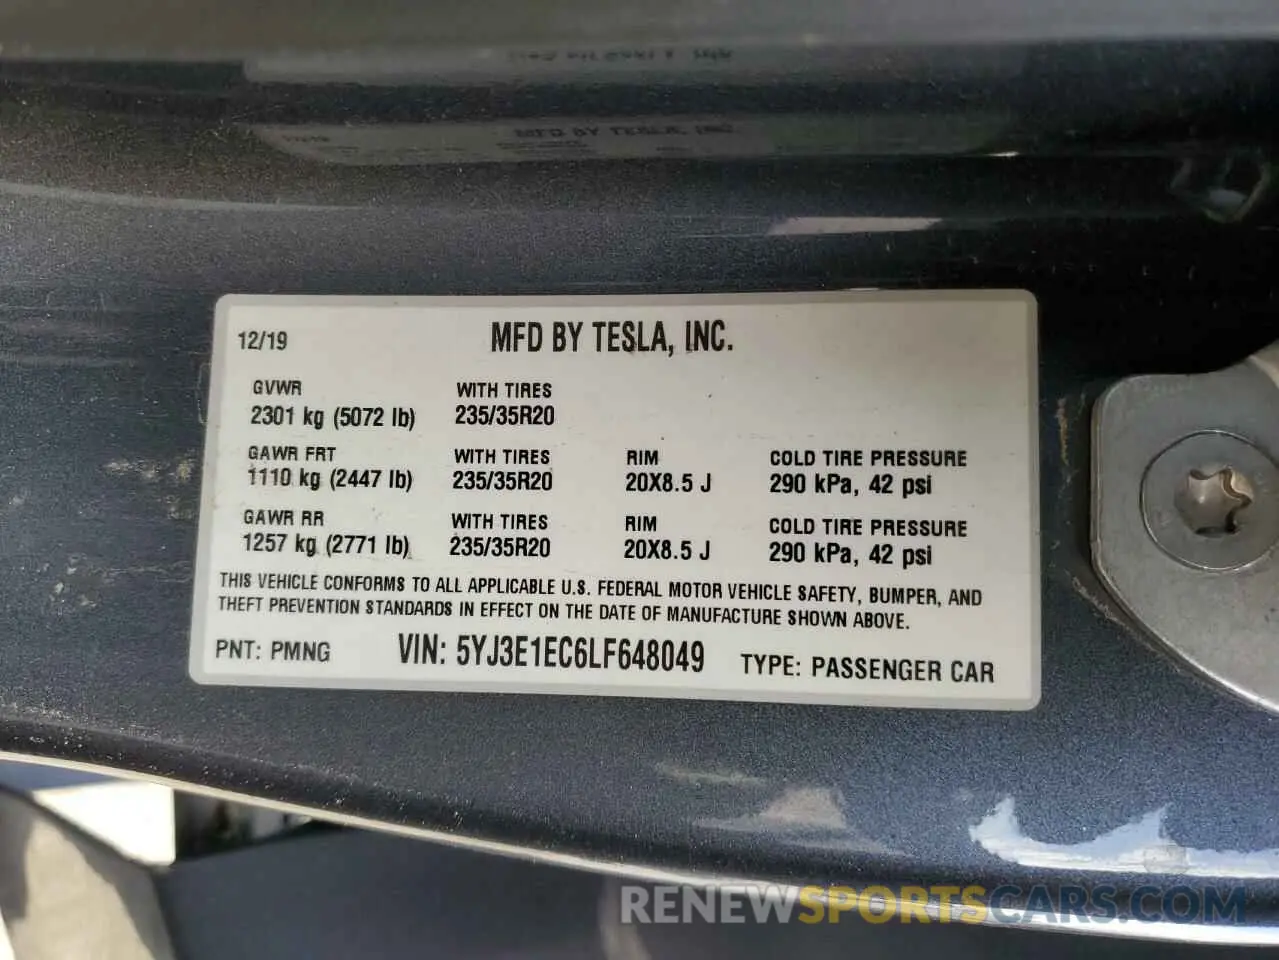 12/19 MFD BY TESLA, INC.
GVWR WITH TIRES
2301 kg (5072 lb) 235/35R20
GAWR FRT WITH TIRES RIM COLD TIRE PRESSURE
1110 kg (2447 lb) 235/35R20 20X8.5 J 290 kPa, 42 psi
GAWR RR WITH TIRES RIM COLD TIRE PRESSURE
1257 kg (2771 lb) 235/35R20 20X8.5 J 290 kPa, 42 psi
THIS VEHICLE CONFORMS TO ALL APPLICABLE U.S. FEDERAL MOTOR VEHICLE SAFETY, BUMPER, AND
THEFT PREVENTION STANDARDS IN EFFECT ON THE DATE OF MANUFACTURE SHOWN ABOVE.
PNT: PMNG VIN: 5YJ3E1EC6LF648049 TYPE: PASSENGER CAR
RENEWSPORTSCARS.COM